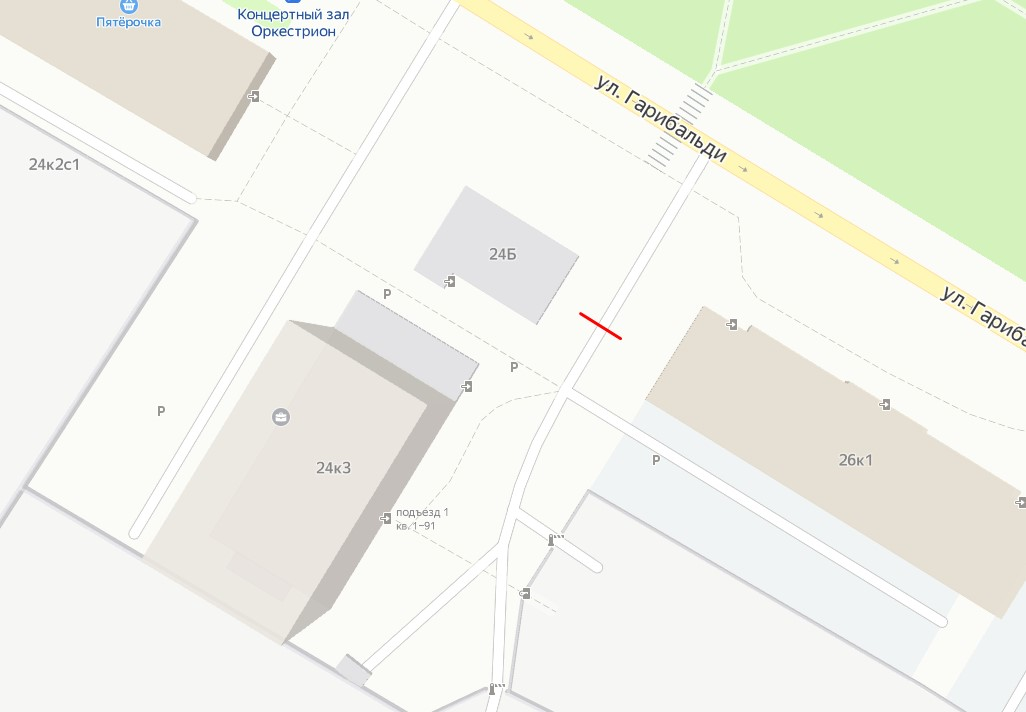 Пятёрочка
Концертный зал
Оркестрион
ул. Гарибальди
24к2с1
24Б
P
ул. Гариба
P
P
24к3
26к1
P
подъезд 1
кв. 1–91